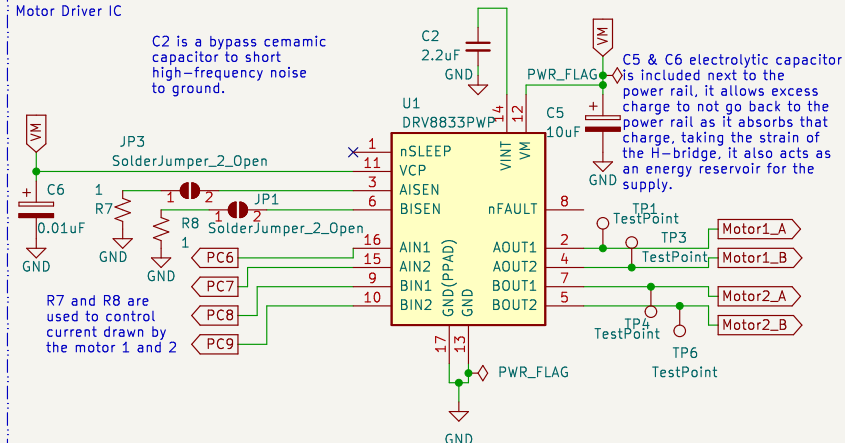 Motor Driver IC
C2 is a bypass cemamic
capacitor to short
high-frequency noise
to ground.
C2
2.2uF
GND
VM
PWR_FLAG
C5 & C6 electrolytic capacitor
is included next to the
power rail, it allows excess
charge to not go back to the
power rail as it absorbs that
charge, taking the strain of
the H-bridge, it also acts as
an energy reservoir for the
supply.
C5
10uF
+
GND
U1
DRV8833PWP
14
12
VINT
VM
1
nSLEEP
11
VCP
3
AISEN
6
BISEN
16
AIN1
15
AIN2
9
BIN1
10
BIN2
8
nFAULT
2
AOUT1
4
AOUT2
7
BOUT1
5
BOUT2
GND(PPAD)
GND
17
13
VM
+
C6
0.01uF
GND
JP3
SolderJumper_2_Open
1
2
1
R7
GND
JP1
SolderJumper_2_Open
1
2
R8
1
GND
PC6
PC7
PC8
PC9
R7 and R8 are
used to control
current drawn by
the motor 1 and 2
TP1
TestPoint
TP3
TestPoint
TP4
TestPoint
TP6
TestPoint
Motor1_A
Motor1_B
Motor2_A
Motor2_B
PWR_FLAG
GND